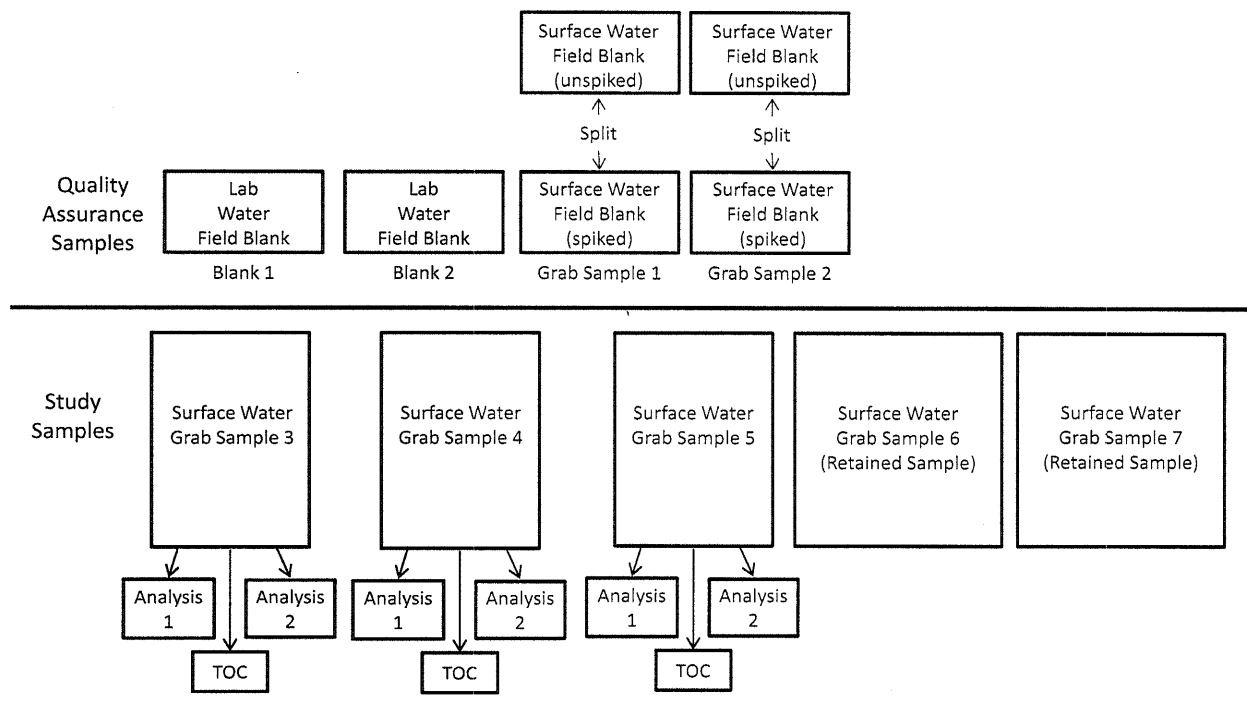 Surface Water
Field Blank
(unspiked)
Surface Water
Field Blank
(unspiked)
Split
Split
Quality
Assurance
Samples
Lab
Water
Field Blank
Lab
Water
Field Blank
Surface Water
Field Blank
(spiked)
Surface Water
Field Blank
(spiked)
Blank 1
Blank 2
Grab Sample 1
Grab Sample 2
Study
Samples
Surface Water
Grab Sample 3
Surface Water
Grab Sample 4
Surface Water
Grab Sample 5
Surface Water
Grab Sample 6
(Retained Sample)
Surface Water
Grab Sample 7
(Retained Sample)
Analysis
1
Analysis
2
Analysis
1
Analysis
2
Analysis
1
Analysis
2
TOC
TOC
TOC